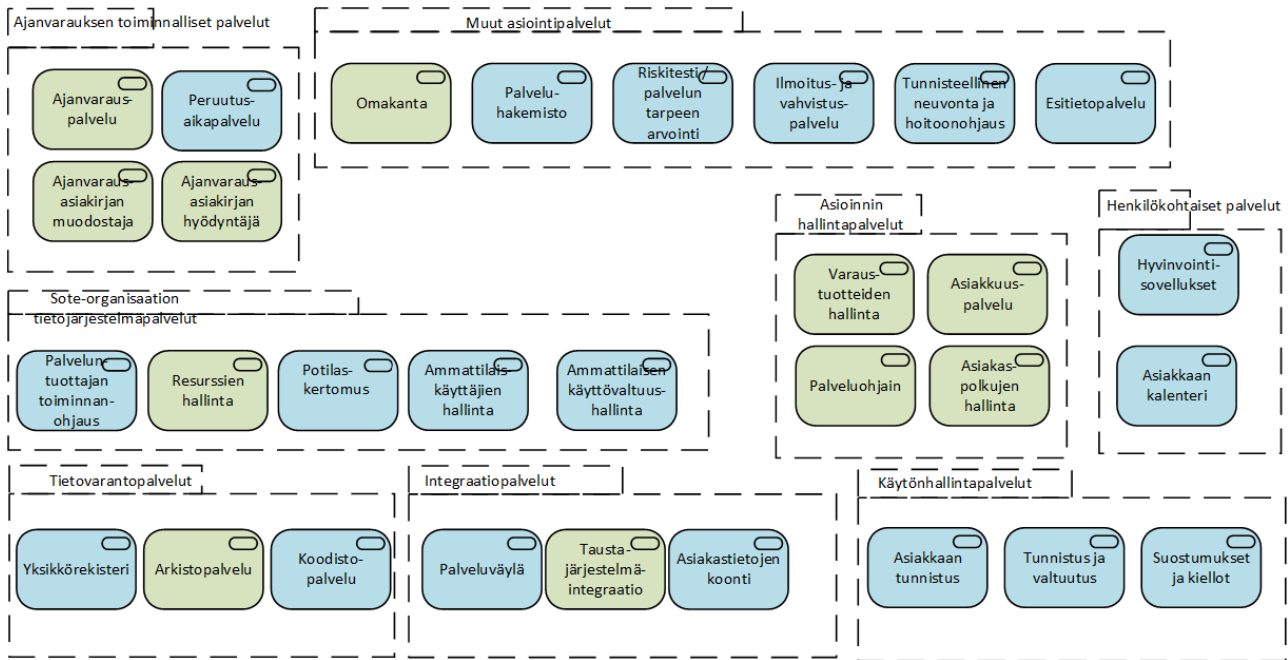 Ajanvarauksen toiminnalliset palvelut
Ajanvaraus-
palvelu
Peruutus-
aikapalvelu
Ajanvaraus-
asiakirjan
muodostaja
Ajanvaraus-
asiakirjan
hyödyntäjä
Muut asiointipalvelut
Omakanta
Palvelu-
hakemisto
Riskitesti /
palvelun
tarpeen
arvointi
Ilmoitus- ja
vahvistus-
palvelu
Tunnisteellinen
neuvonta ja
hoitoonohjaus
Esitietopalvelu
Asioinnin
hallintapalvelut
Varaus-
tuotteiden
hallinta
Asiakkuus-
palvelu
Palveluohjain
Asiakas-
polkujen
hallinta
Henkilökohtaiset palvelut
Hyvinvointi-
sovellukset
Asiakkaan
kalenteri
Sote-organisaation
tietojärjestelmäpalvelut
Palvelun-
tuottajan
toiminnan-
ohjaus
Resurssien
hallinta
Potilas-
kertomus
Ammattilais-
käyttäjien
hallinta
Ammattilaisen
käyttövaltuus-
hallinta
Tietovarantopalvelut
Yksikkörekisteri
Arkistopalvelu
Koodisto-
palvelu
Integraatiopalvelut
Palveluväylä
Tausta-
järjestelmä-
integraatio
Asiakastietojen
koonti
Käytönhallintapalvelut
Asiakkaan
tunnistus
Tunnistus ja
valtuutus
Suostumukset
ja kiellot